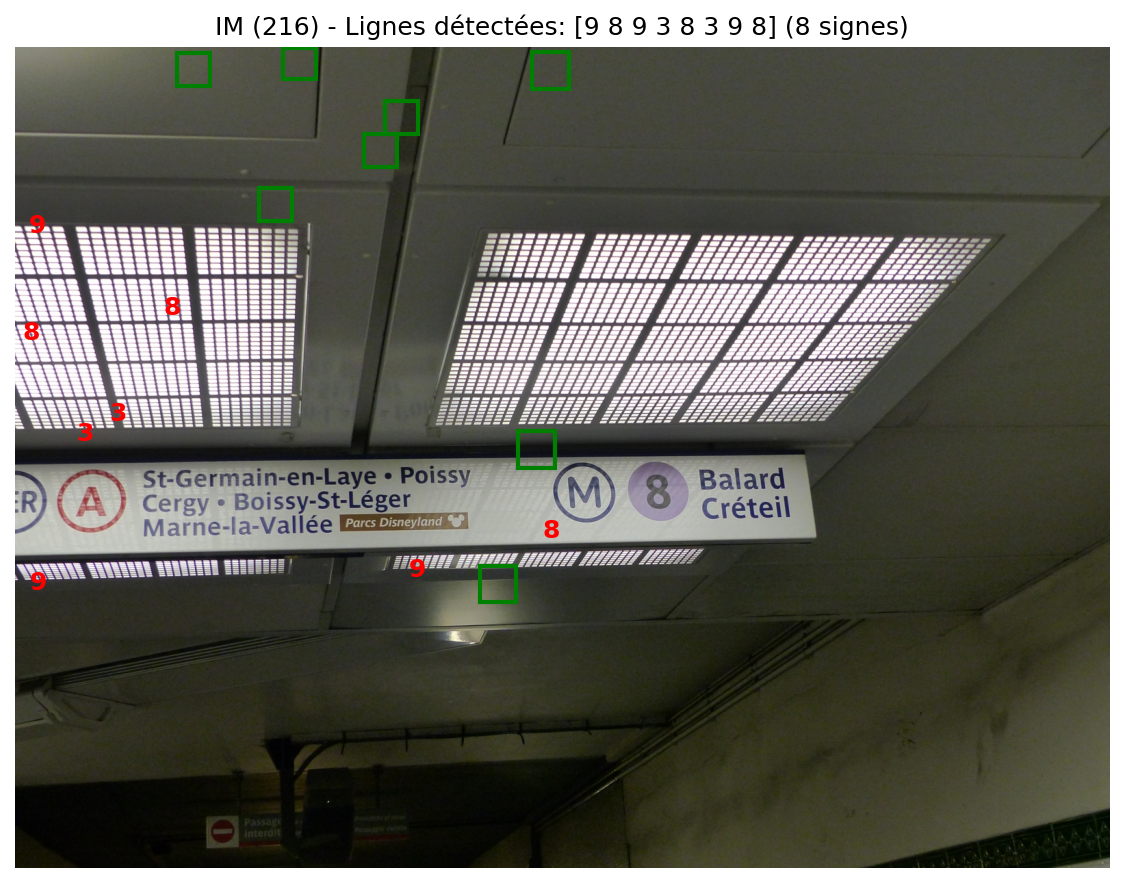 IM (216) - Lignes détectées: [9 8 9 3 8 3 9 8] (8 signes)
9
8
8
3
3
ER A St-Germain-en-Laye • Poissy
Cergy • Boissy-St-Léger
Marne-la-Vallée Parcs Disneyland
M 8 Balard
Créteil
8
9
9
Passage
interdit